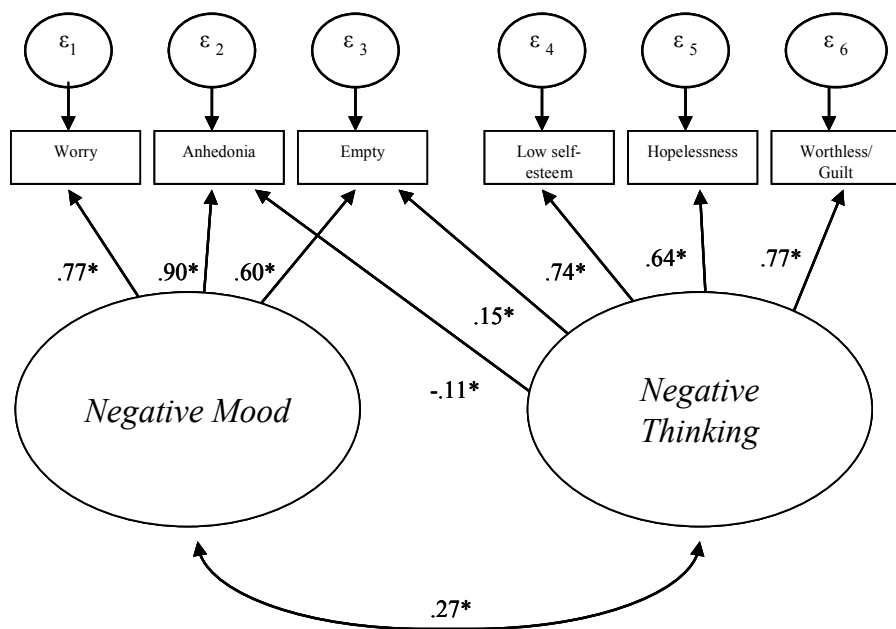 ε1
ε2
ε3
ε4
ε5
ε6
Worry
Anhedonia
Empty
Low self-
esteem
Hopelessness
Worthless/
Guilt
.77*
.90*
.60*
.15*
-.11*
.74*
.64*
.77*
Negative Mood
Negative
Thinking
.27*